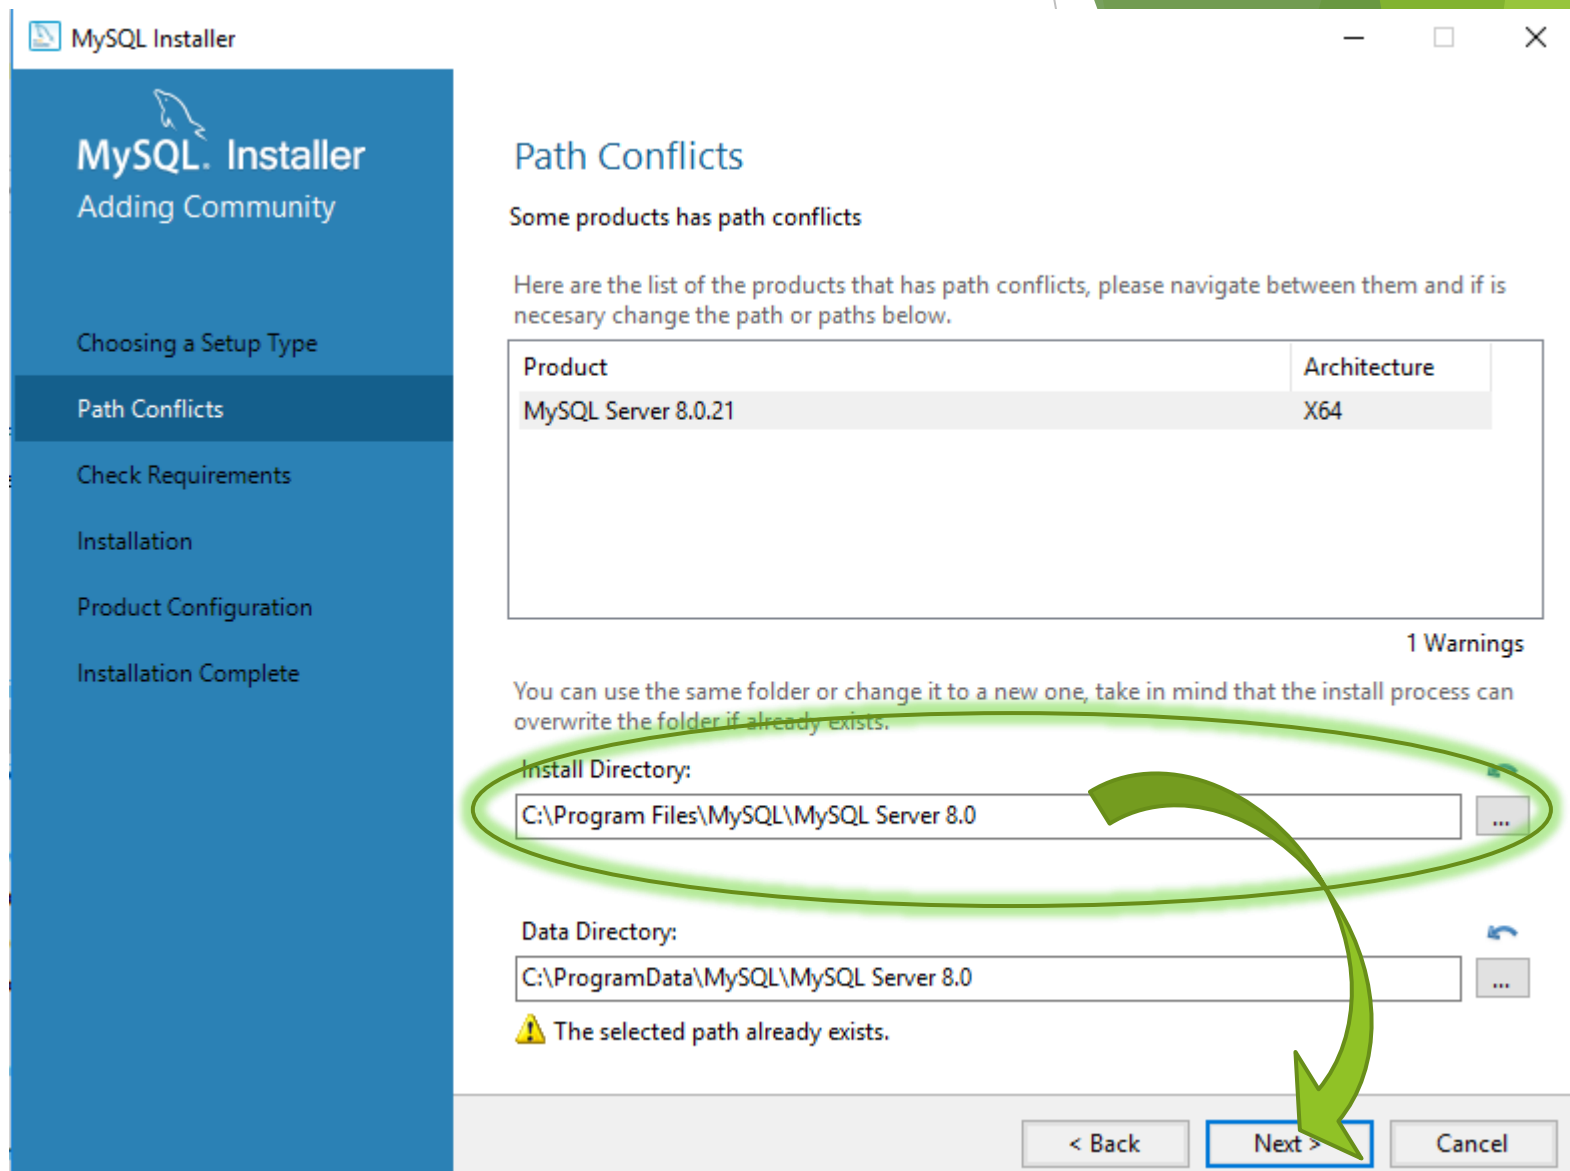 MySQL Installer
MySQL. Installer
Adding Community
Choosing a Setup Type
Path Conflicts
Check Requirements
Installation
Product Configuration
Installation Complete
Path Conflicts
Some products has path conflicts
Here are the list of the products that has path conflicts, please navigate between them and if is
necesary change the path or paths below.
Product Architecture
MySQL Server 8.0.21 X64
1 Warnings
You can use the same folder or change it to a new one, take in mind that the install process can
overwrite the folder if already exists.
Install Directory:
C:\Program Files\MySQL\MySQL Server 8.0
...
Data Directory:
C:\ProgramData\MySQL\MySQL Server 8.0
...
The selected path already exists.
< Back Next > Cancel